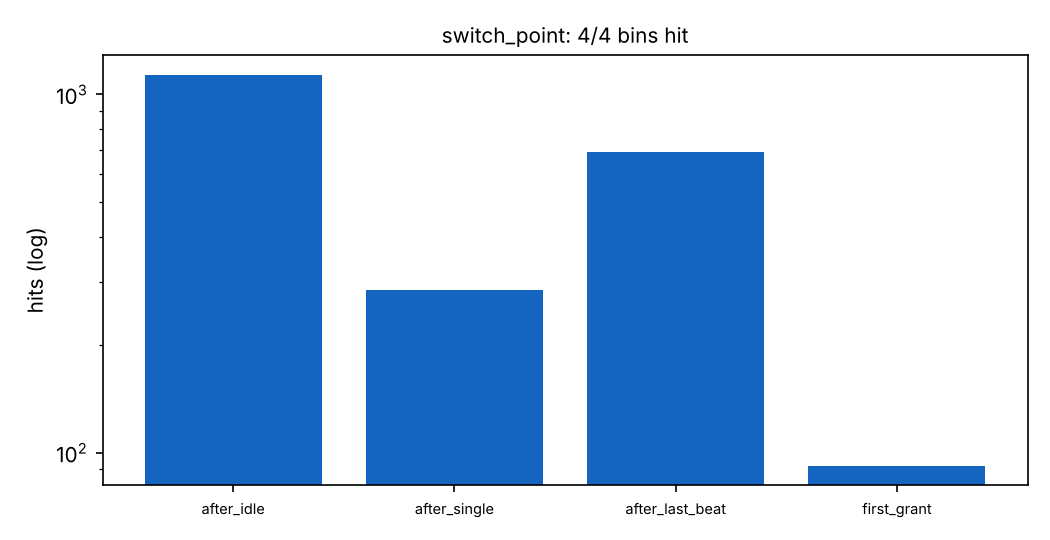 switch_point: 4/4 bins hit
10³
10²
hits (log)
after_idle
after_single
after_last_beat
first_grant